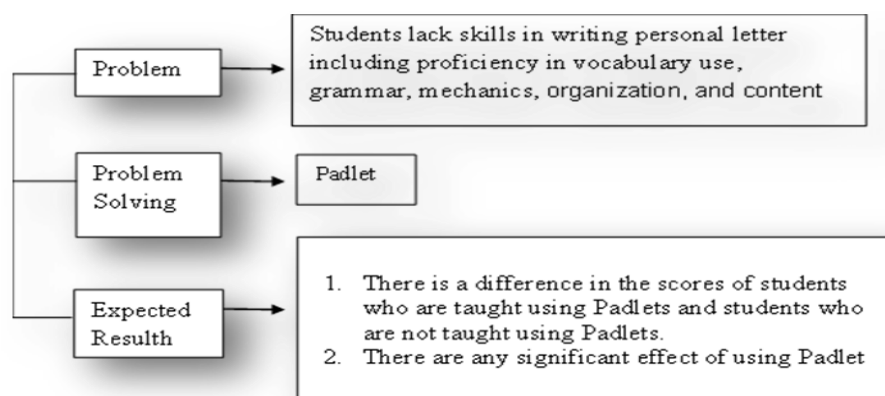 Problem
Students lack skills in writing personal letter
including proficiency in vocabulary use,
grammar, mechanics, organization, and content
Problem
Solving
Padlet
Expected
Resulth
1. There is a difference in the scores of students
who are taught using Padlets and students who
are not taught using Padlets.
2. There are any significant effect of using Padlet